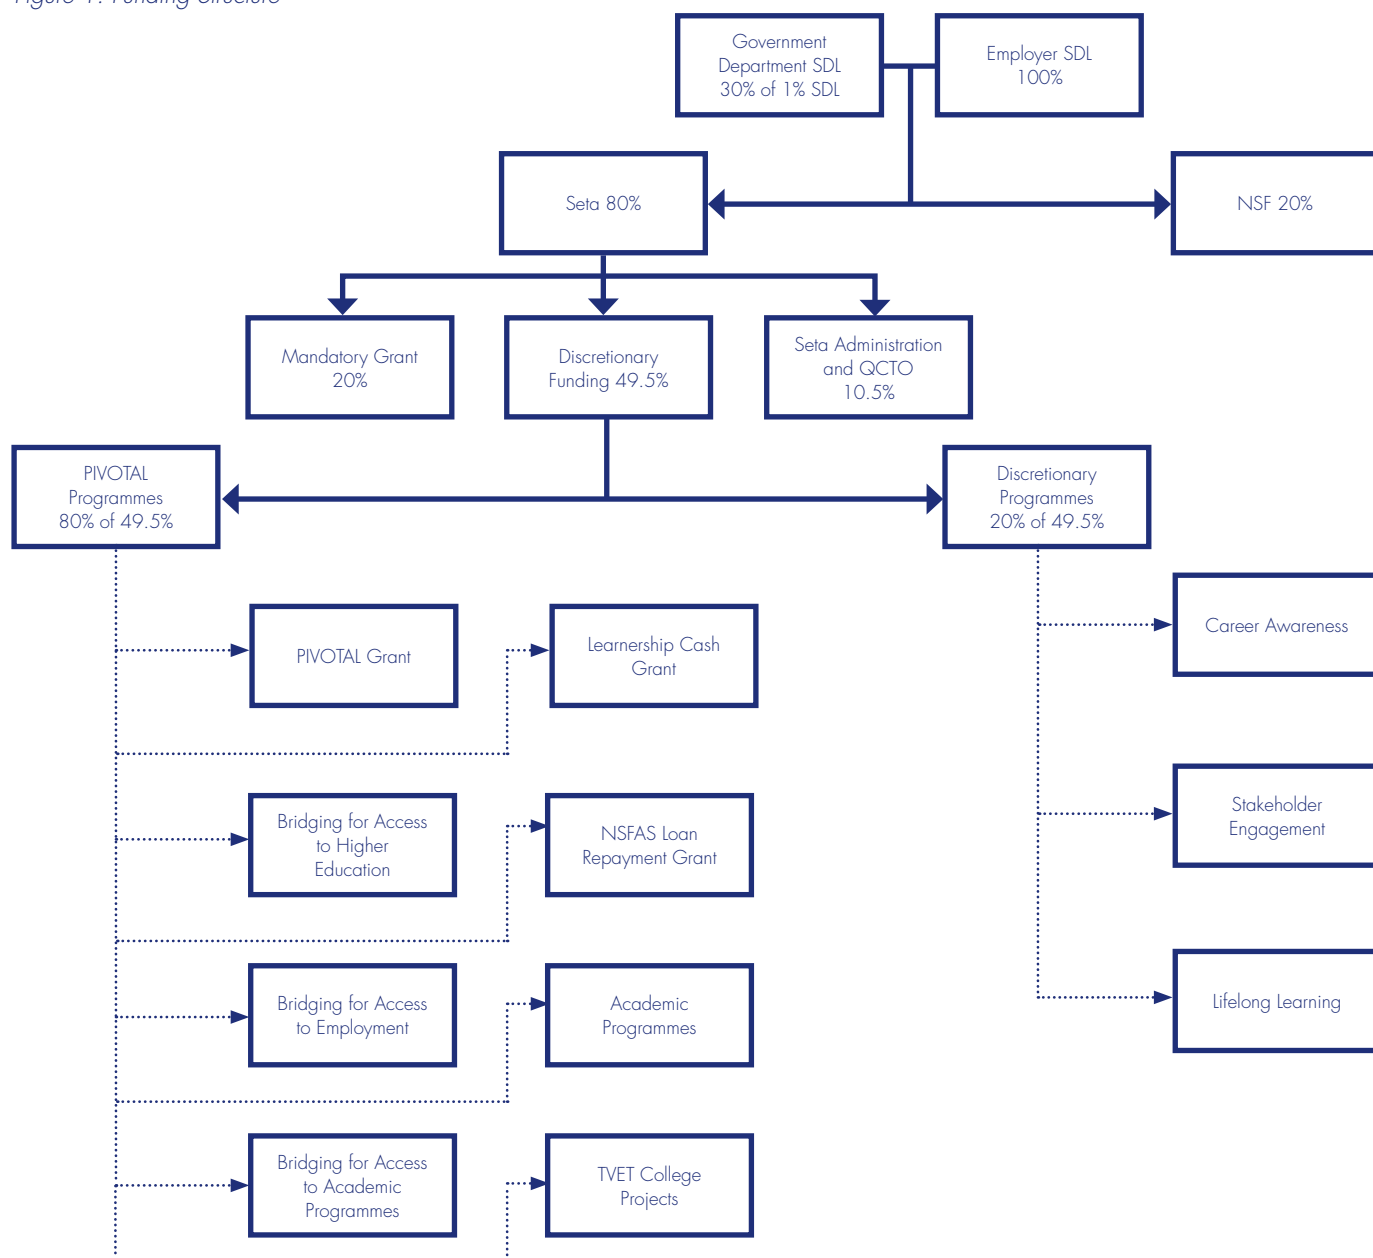 Figure 1: Funding Structure
Government
Department SDL
30% of 1% SDL
Employer SDL
100%
Seta 80%
NSF 20%
Mandatory Grant
20%
Discretionary
Funding 49.5%
Seta Administration
and QCTO
10.5%
PIVOTAL
Programmes
80% of 49.5%
Discretionary
Programmes
20% of 49.5%
PIVOTAL Grant
Learnership Cash
Grant
Career Awareness
Bridging for Access
to Higher
Education
NSFAS Loan
Repayment Grant
Stakeholder
Engagement
Bridging for Access
to Employment
Academic
Programmes
Lifelong Learning
Bridging for Access
to Academic
Programmes
TVET College
Projects